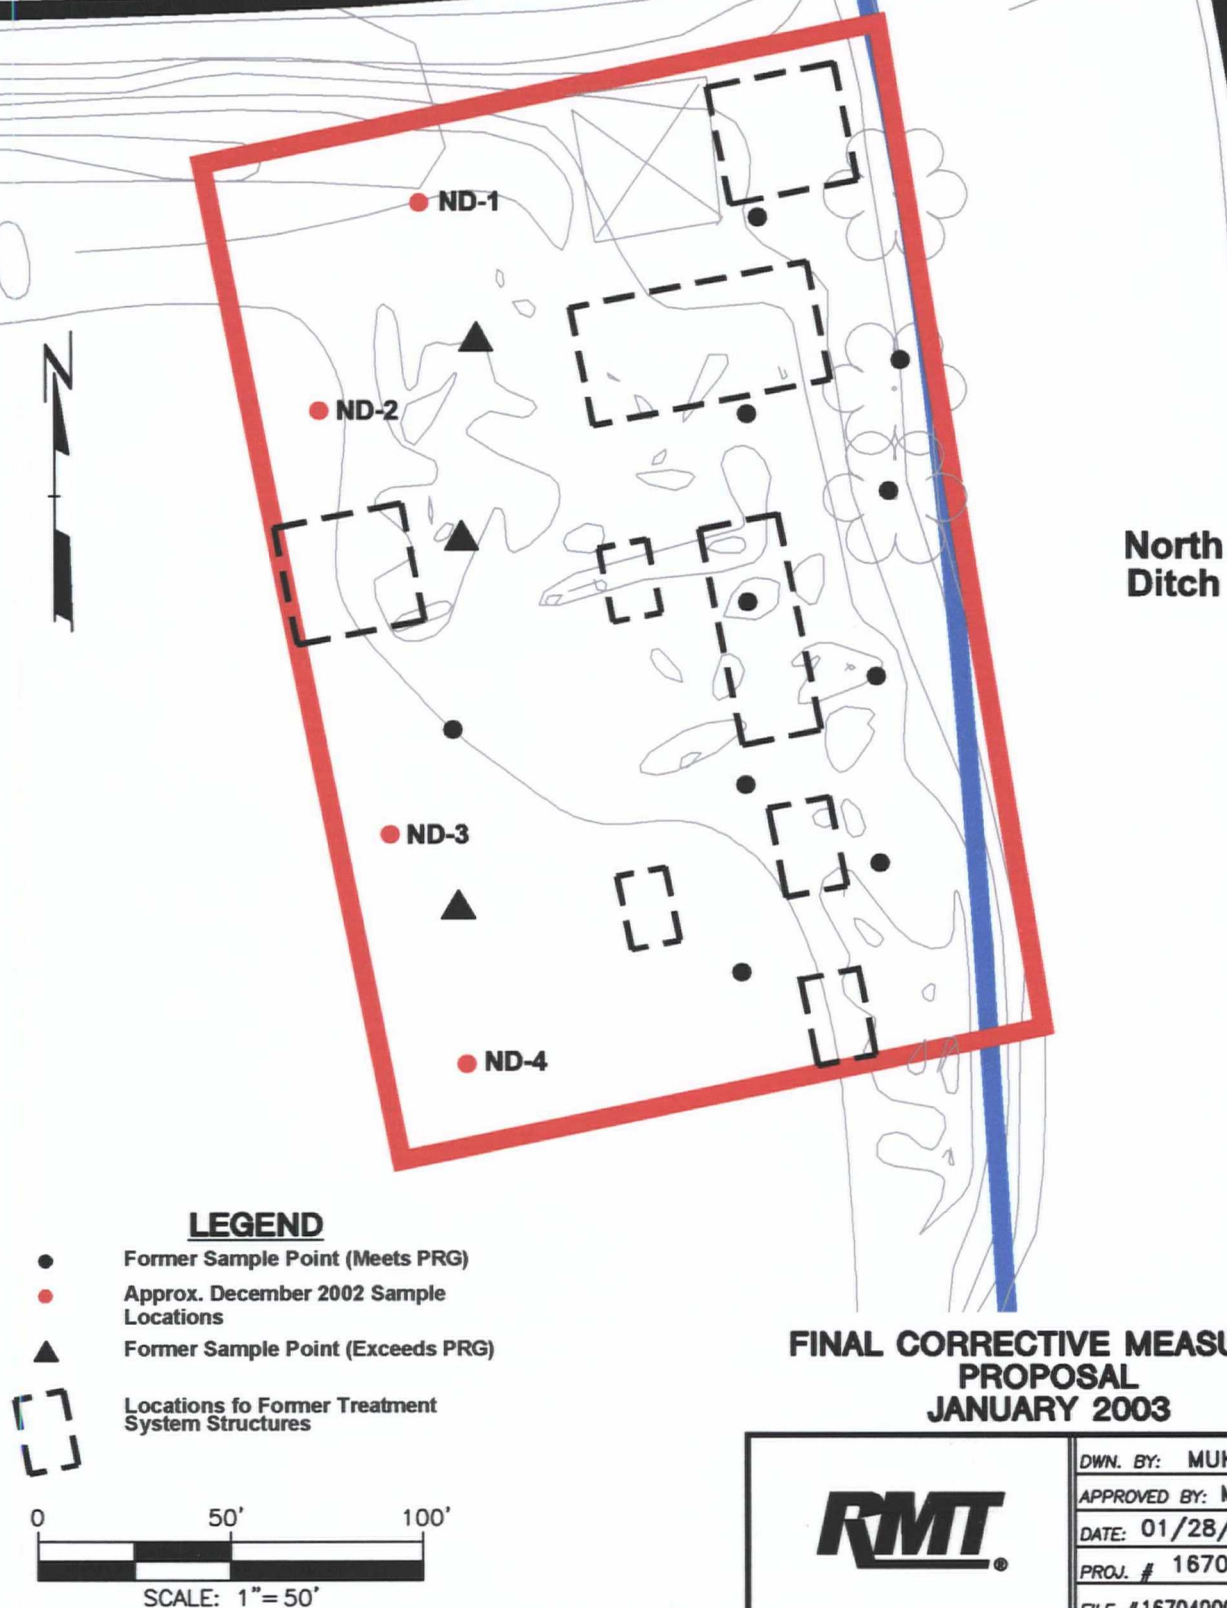 ND-1
N
ND-2
North
Ditch
ND-3
ND-4
LEGEND
Former Sample Point (Meets PRG)
Approx. December 2002 Sample
Locations
Former Sample Point (Exceeds PRG)
Locations fo Former Treatment
System Structures
0 50' 100'
SCALE: 1"=50'
FINAL CORRECTIVE
PROPOSAL
JANUARY 2003
RMT®
DWN. BY:
APPROVED BY:
DATE: 01/28/
PROJ. # 1670